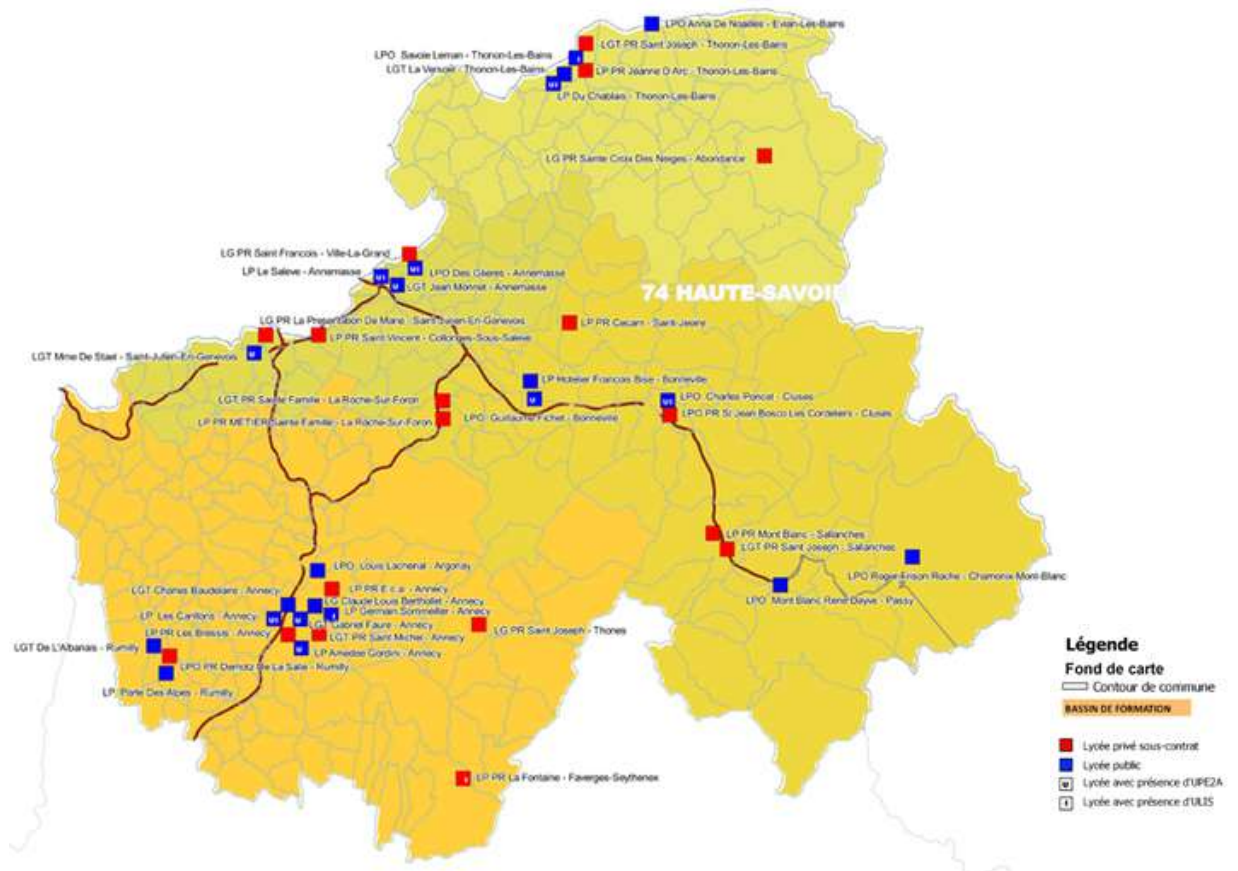 LPO Anna De Noailles - Evian-Les-Bains
LGT PR Saint Joseph - Thonon-Les-Bains
LPO Savoie Leman - Thonon-Les-Bains
LGT La Versoie - Thonon-Les-Bains
LP PR Jeanne D Arc - Thonon-Les-Bains
LP Du Chablais - Thonon-Les-Bains
LG PR Sainte Croix Des Neiges - Abondance
LG PR Saint Francois - Ville-La-Grand
LP Le Saleve - Annemasse
LPO Des Glieres - Annemasse
LGT Jean Monnet - Annemasse
74 HAUTE-SAVOIE
LG PR La Presentation De Marie - Saint-Julien-En-Genevois
LP PR Cecam - Saint-Jeoire
LP PR Saint Vincent - Collonges-Sous-Saleve
LGT Mme De Stael - Saint-Julien-En-Genevois
LP Hotelier Francois Bise - Bonneville
LGT PR Sainte Famille - La Roche-Sur-Foron
LPO Charles Poncet - Cluses
LPO PR St Jean Bosco Les Cordeliers - Cluses
LP PR METIER Sainte Famille - La Roche-Sur-Foron
LPO Guillaume Fichet - Bonneville
LP PR Mont Blanc - Sallanches
LGT PR Saint Joseph - Sallanches
LPO Roger Frison Roche - Chamonix-Mont-Blanc
LPO Mont Blanc René Dayve - Passy
LPO Louis Lachenal - Argonay
LGT Charles Baudelaire - Annecy
LP PR E.c.a - Annecy
LG Claude Louis Berthollet - Annecy
LP Les Carillons - Annecy
LP Germain Sommeiller - Annecy
LGT Gabriel Faure - Annecy
LP PR Les Bressis - Annecy
LGT PR Saint Michel - Annecy
LG PR Saint Joseph - Thones
LGT De L'Albanais - Rumilly
LP Amedee Gordini - Annecy
LPO PR Demotz De La Salle - Rumilly
LP Porte Des Alpes - Rumilly
LP PR La Fontaine - Faverges-Seythenex
Légende
Fond de carte
Contour de commune
BASSIN DE FORMATION
Lycée privé sous-contrat
Lycée public
Lycée avec présence d'UPE2A
Lycée avec présence d'ULIS